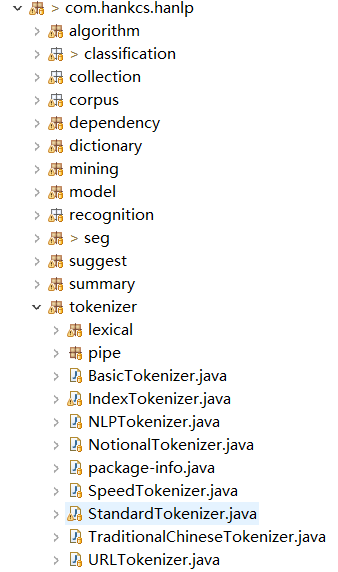 > com.hankcs.hanlp
algorithm
> classification
collection
corpus
dependency
dictionary
mining
model
recognition
> seg
suggest
summary
tokenizer
lexical
pipe
BasicTokenizer.java
IndexTokenizer.java
NLPTokenizer.java
NotionalTokenizer.java
package-info.java
SpeedTokenizer.java
StandardTokenizer.java
TraditionalChineseTokenizer.java
URLTokenizer.java